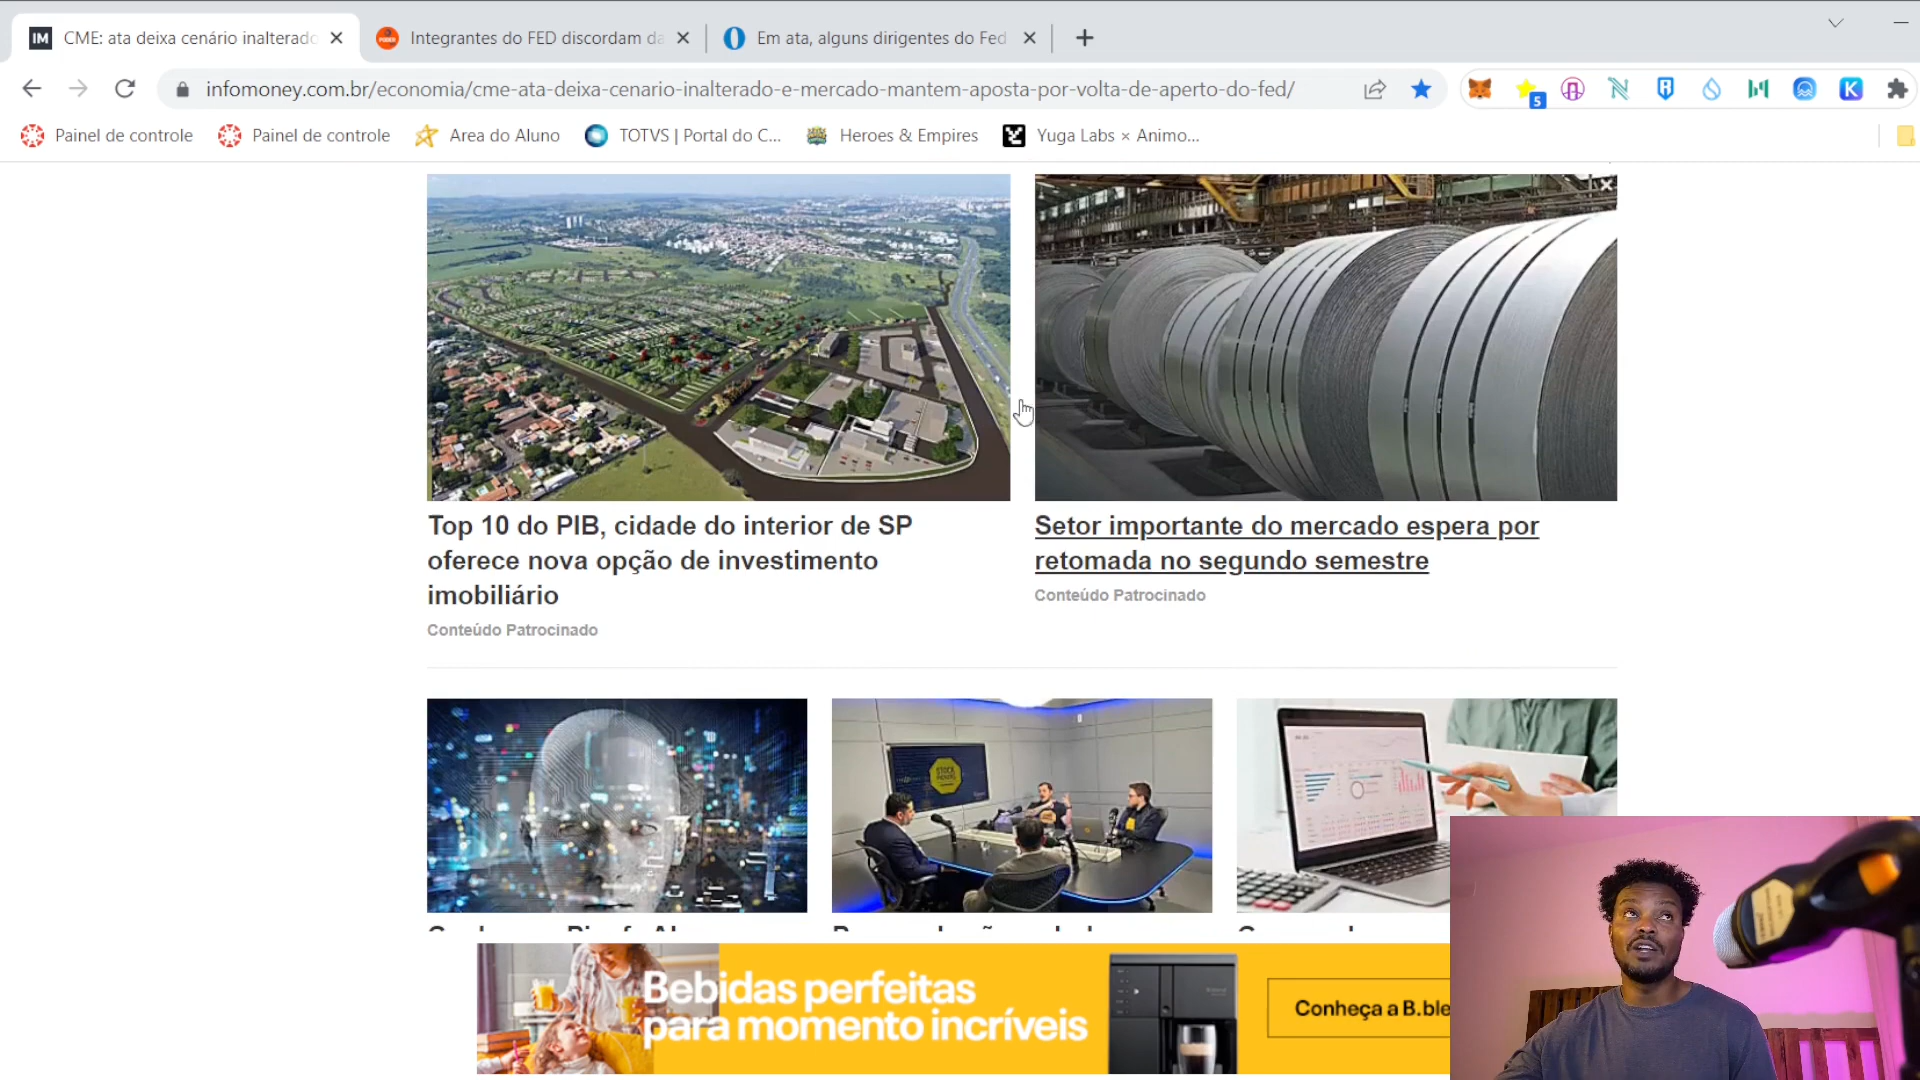 IM CME: ata deixa cenário inalterado
Integrantes do FED discordam da
Em ata, alguns dirigentes do Fed
infomoney.com.br/economia/cme-ata-deixa-cenario-inalterado-e-mercado-mantem-aposta-por-volta-de-aperto-do-fed/
5
K
Painel de controle
Painel de controle
Area do Aluno
TOTVS | Portal do C...
Heroes & Empires
Yuga Labs × Animo...
Top 10 do PIB, cidade do interior de SP
oferece nova opção de investimento
imobiliário
Conteúdo Patrocinado
Setor importante do mercado espera por
retomada no segundo semestre
Conteúdo Patrocinado
STOCK
Bebidas perfeitas
para momento incríveis
Conheça a B.ble